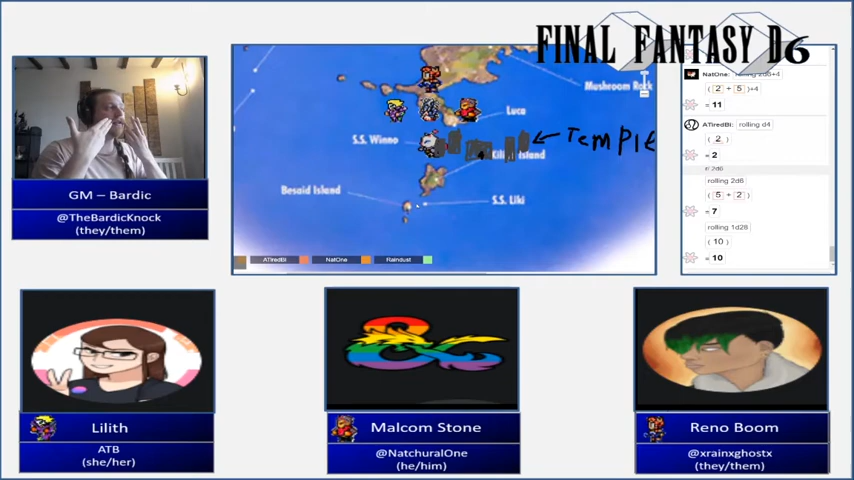 FINAL FANTASY D6
Mushroom Rock
Luca
S.S. Winno
TEMPLE
Kilika Island
Besaid Island
S.S. Liki
ATiredBi
NatOne
Raindust
NatOne: rolling 2d6+4
( 2 + 5 )+4
= 11
ATiredBi: rolling d4
( 2 )
= 2
rolling 2d6
( 5 + 2 )
= 7
rolling 1d28
( 10 )
= 10
GM – Bardic
@TheBardicKnock
(they/them)
Lilith
ATB
(she/her)
Malcom Stone
@NatchuralOne
(he/him)
Reno Boom
@xrainxghostx
(they/them)